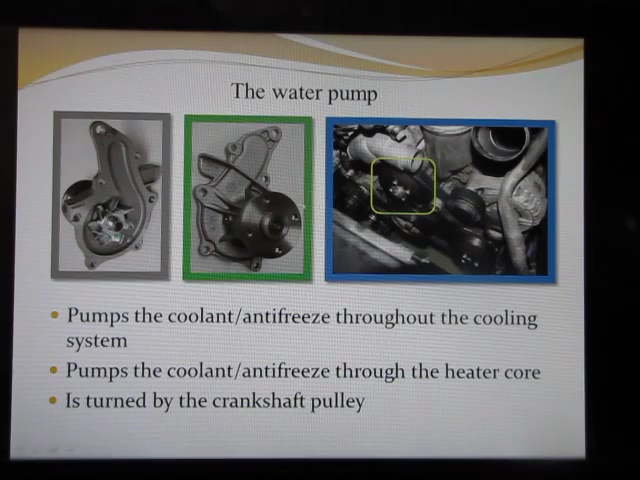 The water pump
Pumps the coolant/antifreeze throughout the cooling
system
Pumps the coolant/antifreeze through the heater core
Is turned by the crankshaft pulley